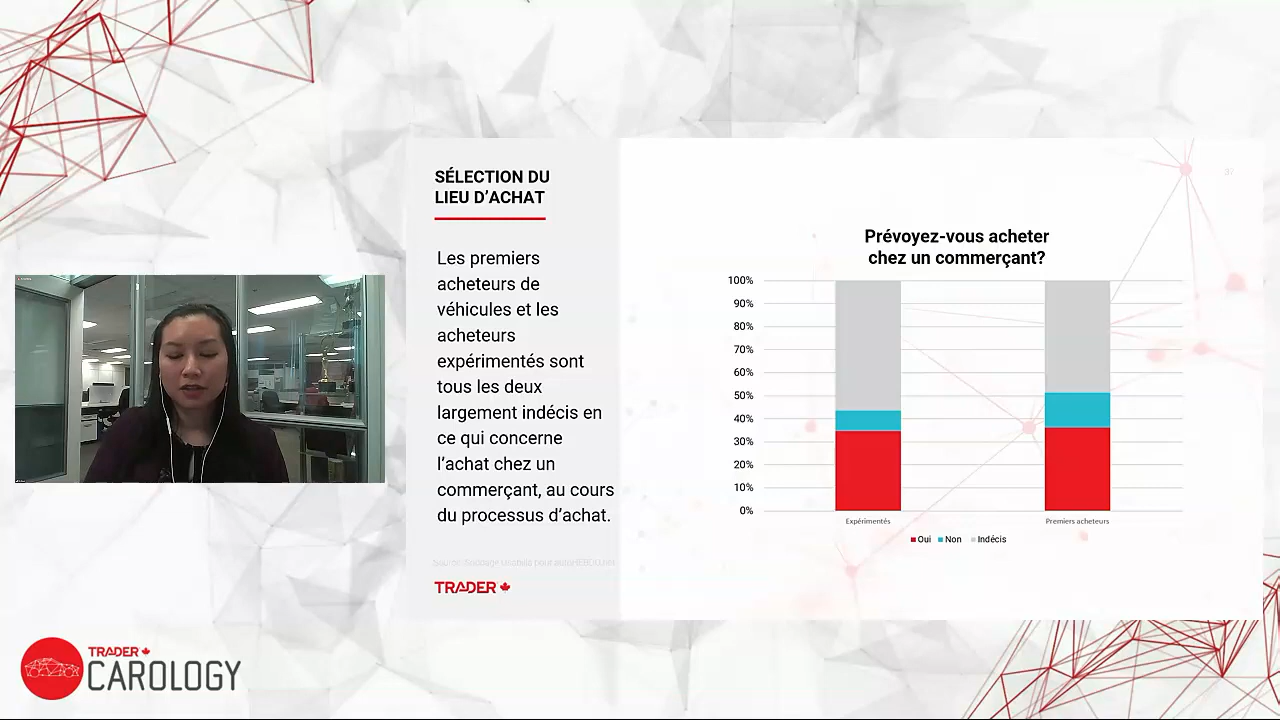 SÉLECTION DU
LIEU D'ACHAT
Les premiers
acheteurs de
véhicules et les
acheteurs
expérimentés sont
tous les deux
largement indécis en
ce qui concerne
l'achat chez un
commerçant, au cours
du processus d'achat.
TRADER
37
Prévoyez-vous acheter
chez un commerçant?
100%
90%
80%
70%
60%
50%
40%
30%
20%
10%
0%
Expérimentés
Premiers acheteurs
Oui
Non
Indécis
TRADER
CAROLOGY